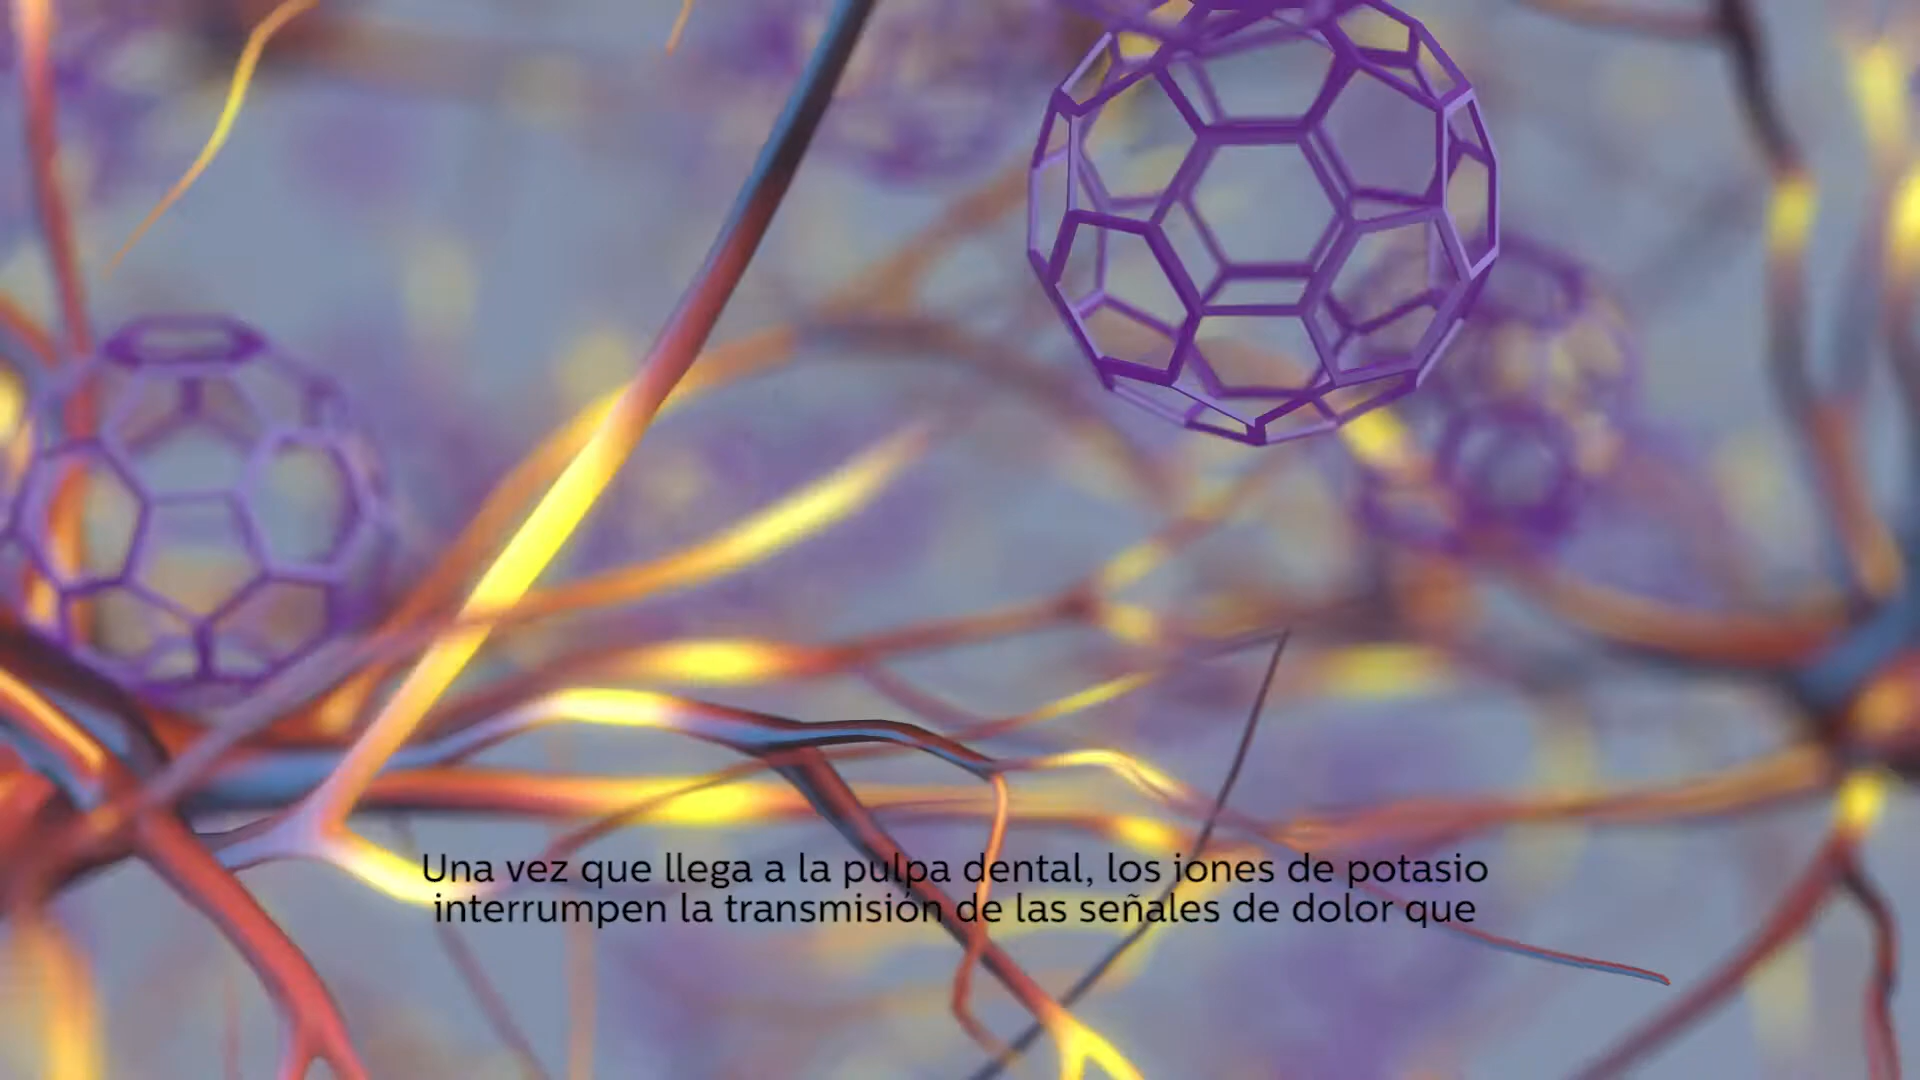 Una vez que llega a la pulpa dental, los iones de potasio
interrumpen la transmisión de las señales de dolor que